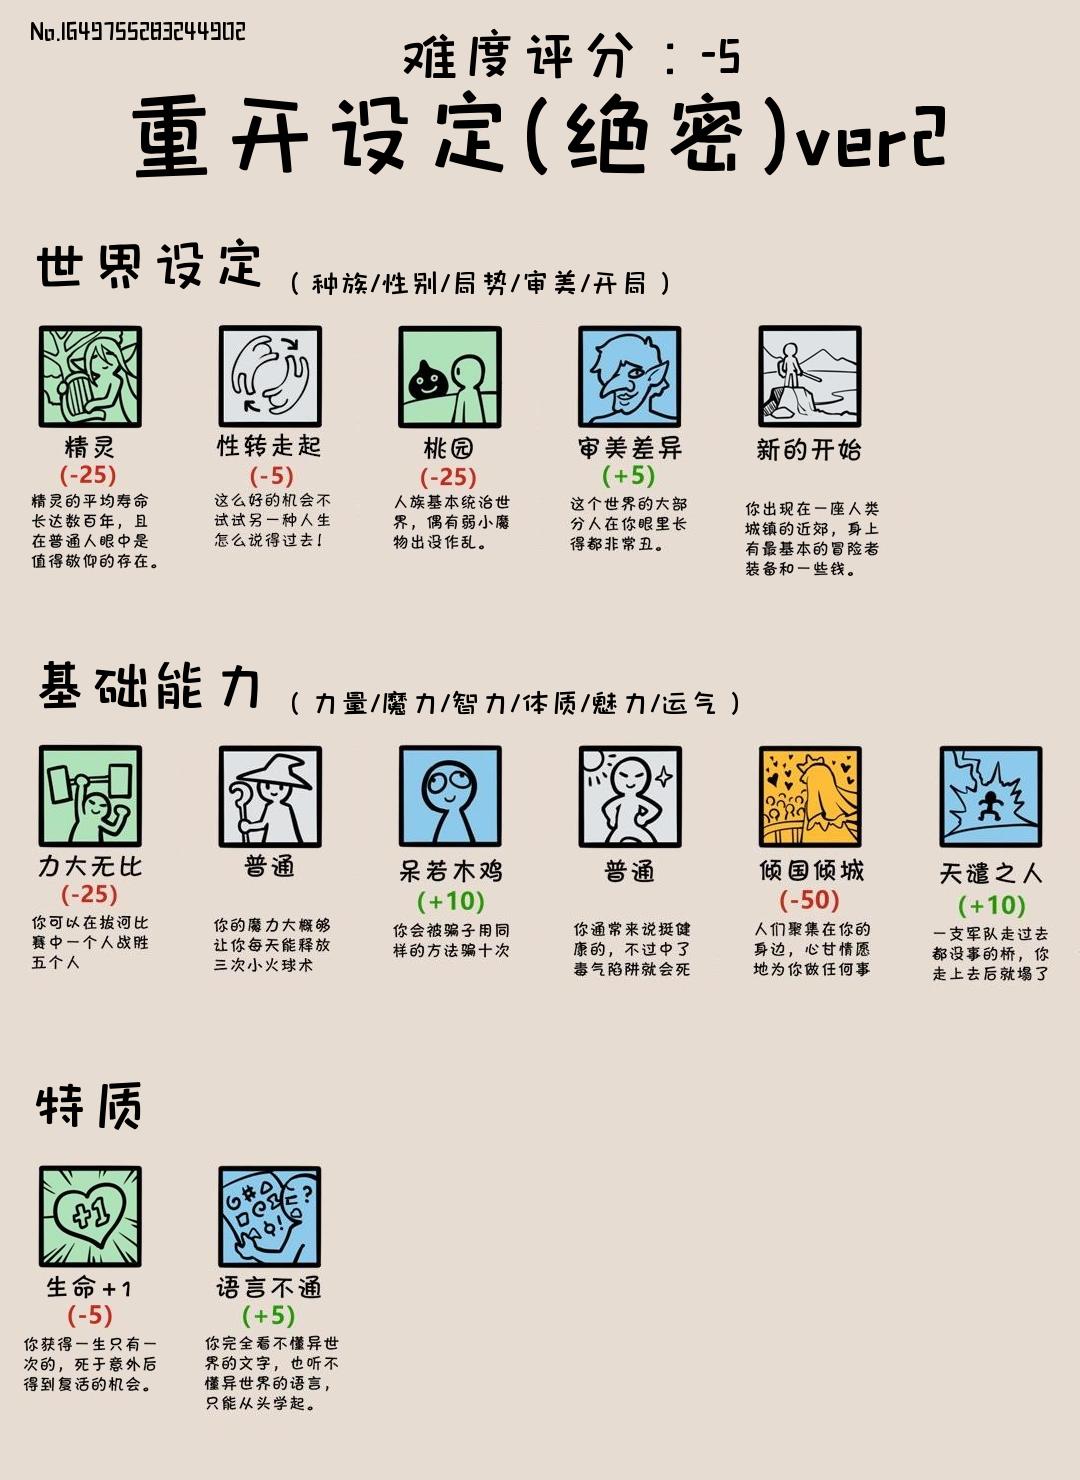 No.1649755283244902
难度评分：-5
重开设定(绝密)ver2
世界设定 （种族/性别/局势/审美/开局）
精灵
(-25)
精灵的平均寿命
长达数百年，且
在普通人眼中是
值得敬仰的存在。
性转走起
(-5)
这么好的机会不
试试另一种人生
怎么说得过去！
桃园
(-25)
人族基本统治世
界，偶有弱小魔
物出没作乱。
审美差异
(+5)
这个世界的大部
分人在你眼里长
得都非常丑。
新的开始
你出现在一座人类
城镇的近郊，身上
有最基本的冒险者
装备和一些钱。
基础能力 （力量/魔力/智力/体质/魅力/运气）
力大无比
(-25)
你可以在拔河比
赛中一个人战胜
五个人
普通
你的魔力大概够
让你每天能释放
三次小火球术
呆若木鸡
(+10)
你会被骗子用同
样的方法骗十次
普通
你通常来说挺健
康的，不过中了
毒气陷阱就会死
倾国倾城
(-50)
人们聚集在你的
身边，心甘情愿
地为你做任何事
天谴之人
(+10)
一支军队走过去
都没事的桥，你
走上去后就塌了
特质
+1
生命+1
(-5)
你获得一生只有一
次的，死于意外后
得到复活的机会。
语言不通
(+5)
你完全看不懂异世
界的文字，也听不
懂异世界的语言，
只能从头学起。